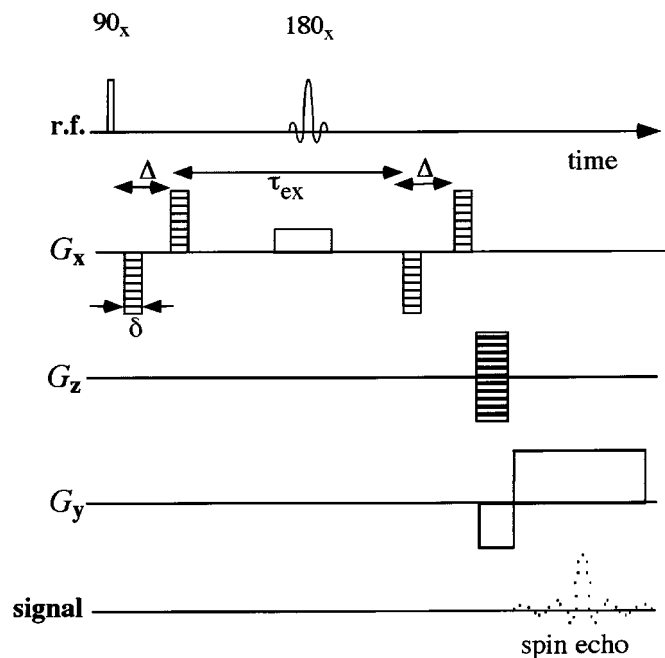 90x 180x
r.f.
time
Δ τex Δ
Gx
δ
Gz
Gy
signal
spin echo